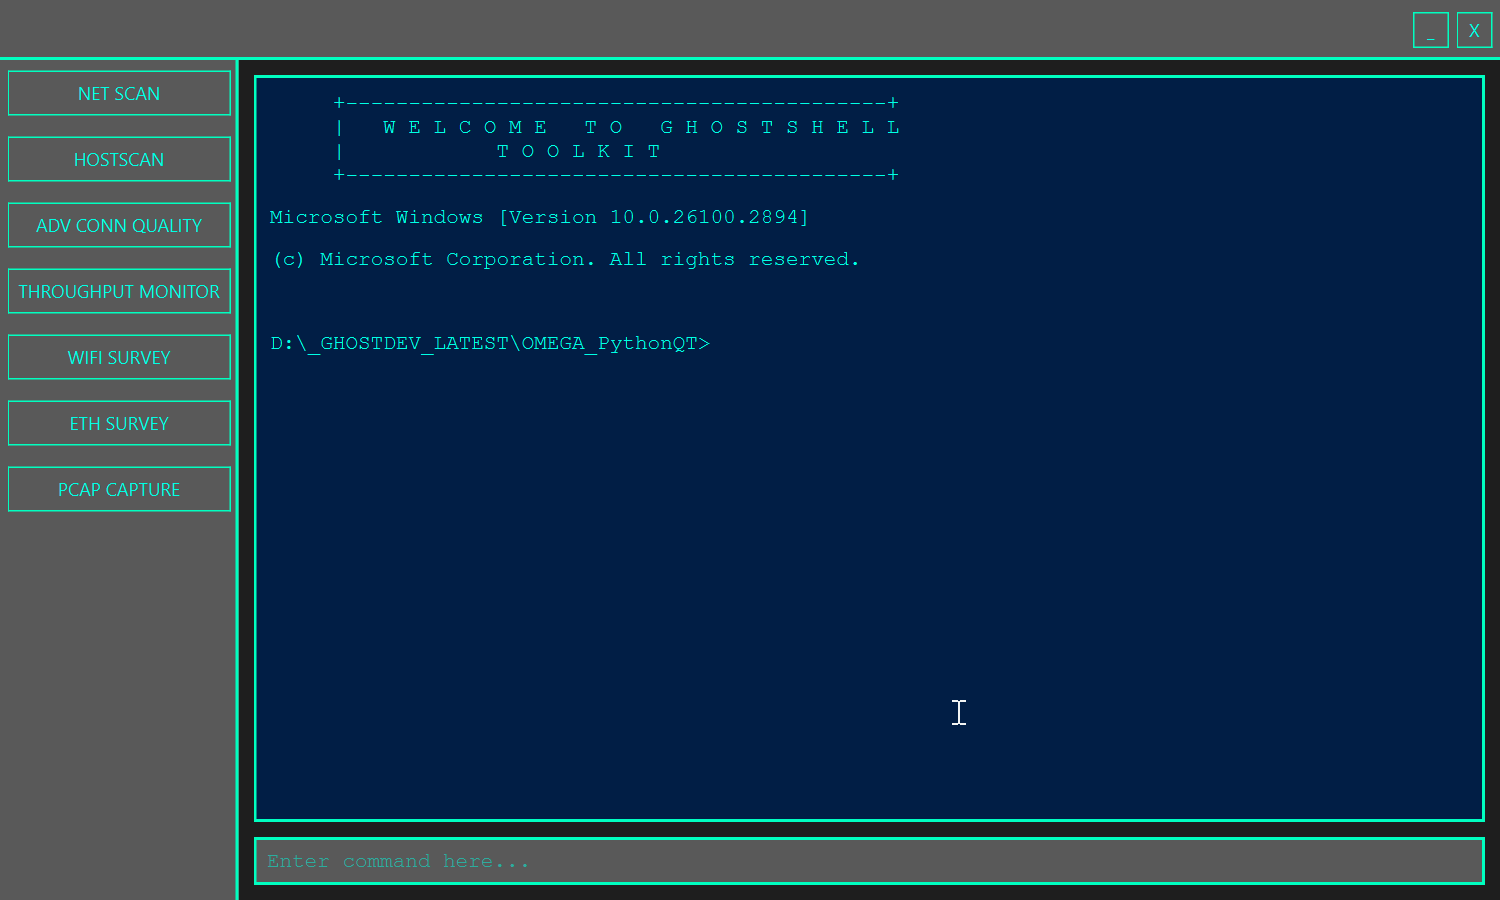 _ X
NET SCAN
HOSTSCAN
ADV CONN QUALITY
THROUGHPUT MONITOR
WIFI SURVEY
ETH SURVEY
PCAP CAPTURE
+-------------------------------------------+
| W E L C O M E T O G H O S T S H E L L
| T O O L K I T
+-------------------------------------------+
Microsoft Windows [Version 10.0.26100.2894]
(c) Microsoft Corporation. All rights reserved.
D:\_GHOSTDEV_LATEST\OMEGA_PythonQT>
Enter command here...